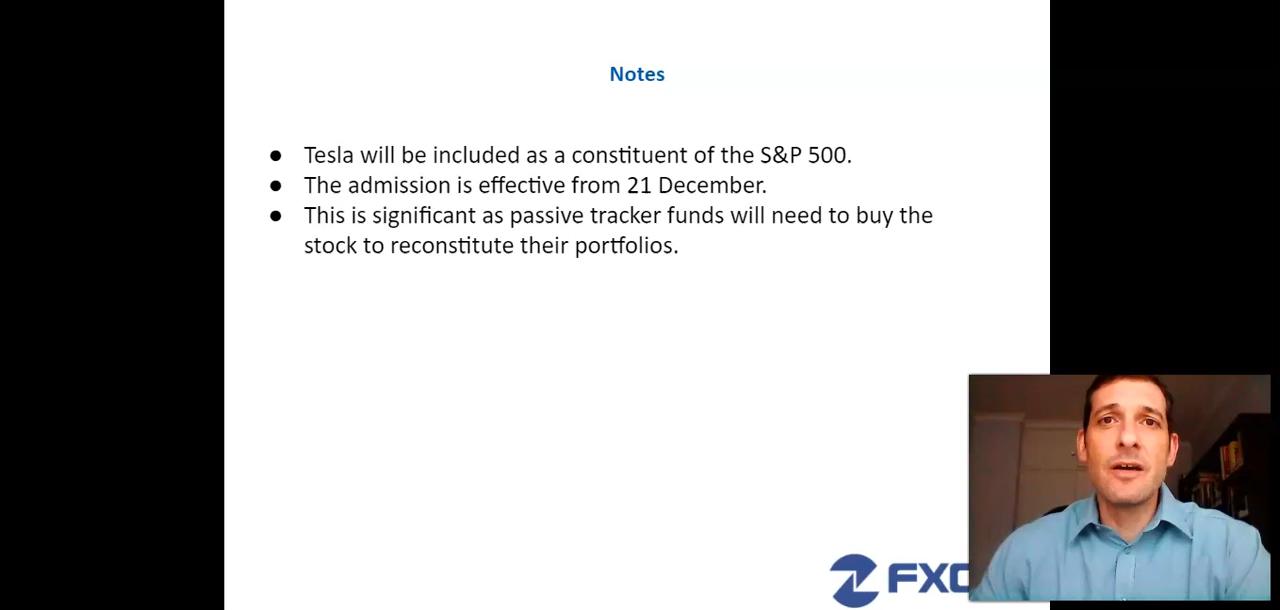 Notes
● Tesla will be included as a constituent of the S&P 500.
● The admission is effective from 21 December.
● This is significant as passive tracker funds will need to buy the
stock to reconstitute their portfolios.
FXC